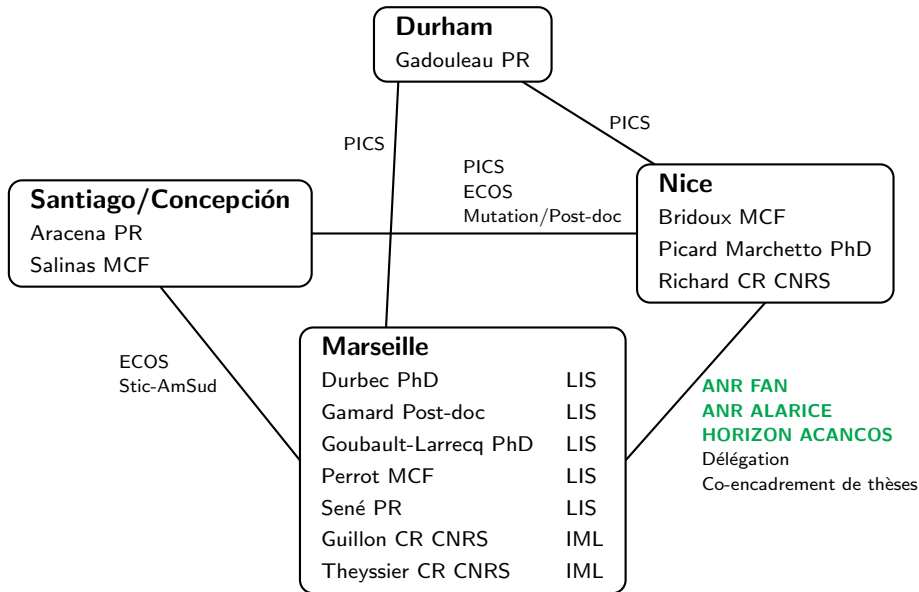 Durham
Gadouleau PR
PICS
PICS
PICS
ECOS
Mutation/Post-doc
Santiago/Concepción
Aracena PR
Salinas MCF
Nice
Bridoux MCF
Picard Marchetto PhD
Richard CR CNRS
ECOS
Stic-AmSud
Marseille
Durbec PhD LIS
Gamard Post-doc LIS
Goubault-Larrecq PhD LIS
Perrot MCF LIS
Sené PR LIS
Guillon CR CNRS IML
Theyssier CR CNRS IML
ANR FAN
ANR ALARICE
HORIZON ACANCOS
Délégation
Co-encadrement de thèses